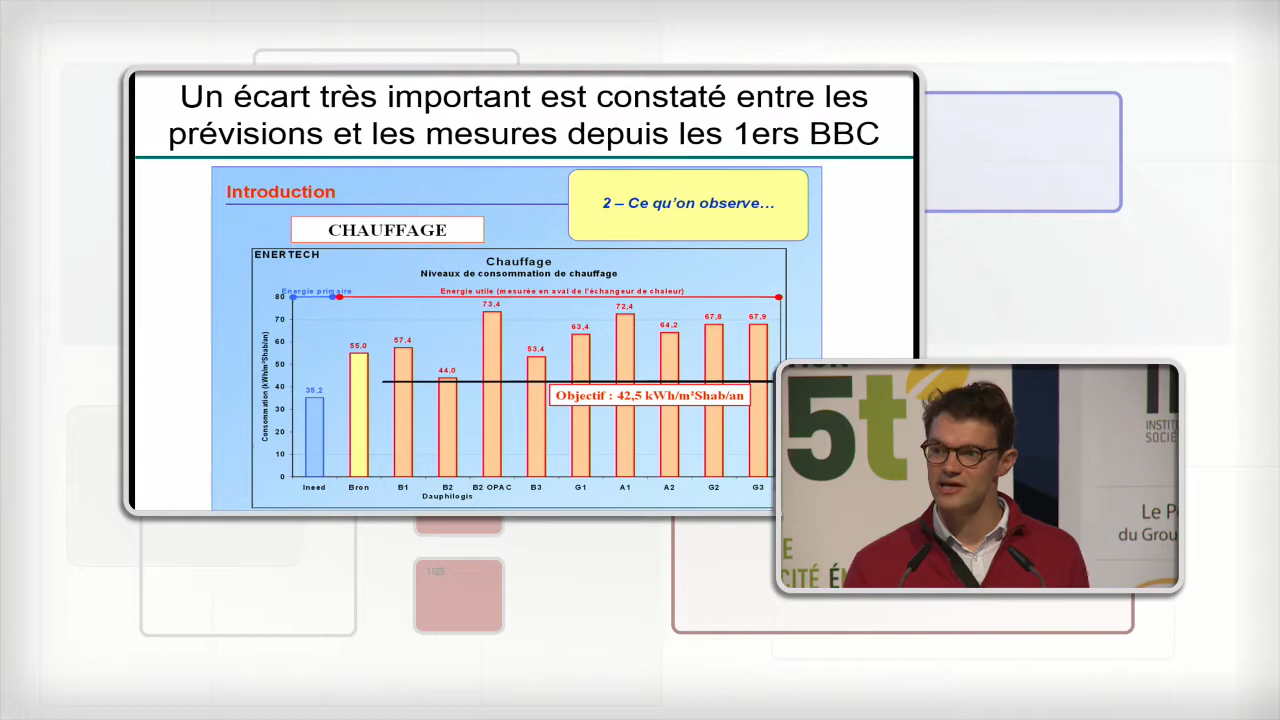 Un écart très important est constaté entre les
prévisions et les mesures depuis les 1ers BBC
Introduction
2 – Ce qu'on observe…
CHAUFFAGE
ENERTECH
Chauffage
Niveaux de consommation de chauffage
Energie primaire
Energie utile (mesurée en aval de l'échangeur de chaleur)
Consommation (kWh/m²Shab/an)
80
70
60
50
40
30
20
10
0
35,2
55,0
57,4
44,0
73,4
53,4
63,4
72,4
64,2
67,8
67,9
Objectif : 42,5 kWh/m²Shab/an
Ineed Bron B1 B2 B2 OPAC B3 G1 A1 A2 G2 G3
Dauphilogis
5t
INSTIT
SOCIÉ
Le P
du Grou
E
CITÉ ÉN